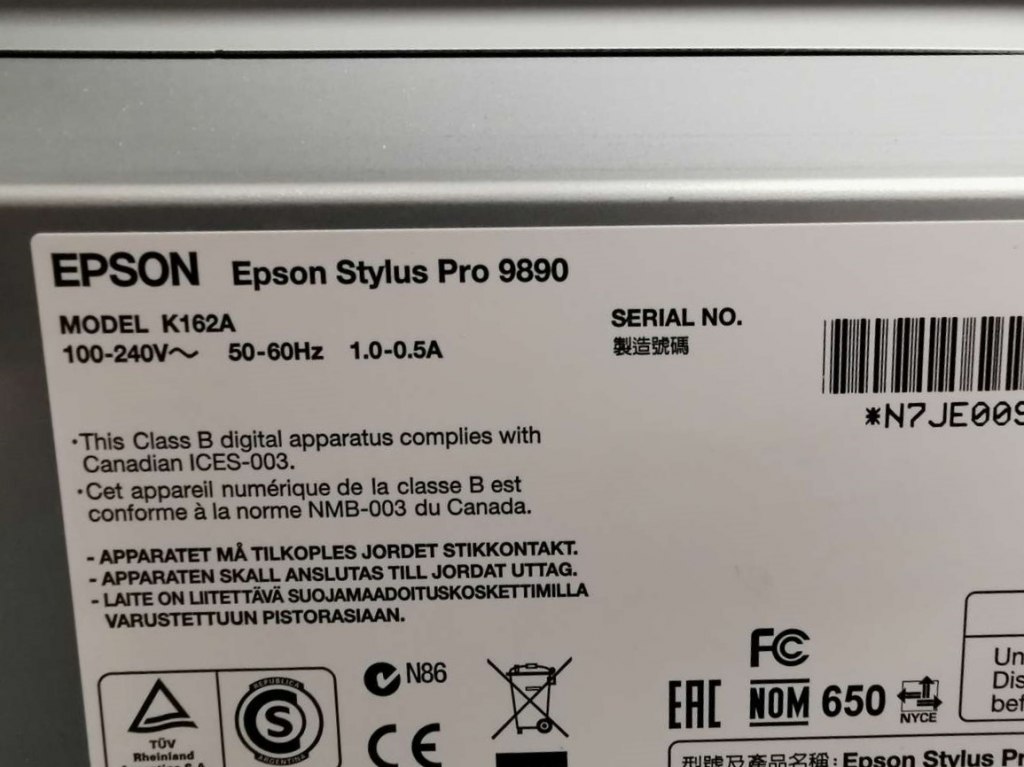 EPSON Epson Stylus Pro 9890
MODEL K162A
100-240V～ 50-60Hz 1.0-0.5A
SERIAL NO.
製造號碼
*N7JE00
·This Class B digital apparatus complies with
Canadian ICES-003.
·Cet appareil numérique de la classe B est
conforme à la norme NMB-003 du Canada.
- APPARATET MÅ TILKOPLES JORDET STIKKONTAKT.
- APPARATEN SKALL ANSLUTAS TILL JORDAT UTTAG.
- LAITE ON LIITETTÄVÄ SUOJAMAADOITUSKOSKETTIMILLA
VARUSTETTUUN PISTORASIAAN.
TÜV
Rheinland
REPUBLICA
S
ARGENTINA
N86
CE
FC
EAC
NOM 650
NYCE
Un
Dis
bef
型號及產品名稱：Epson Stylus Pr